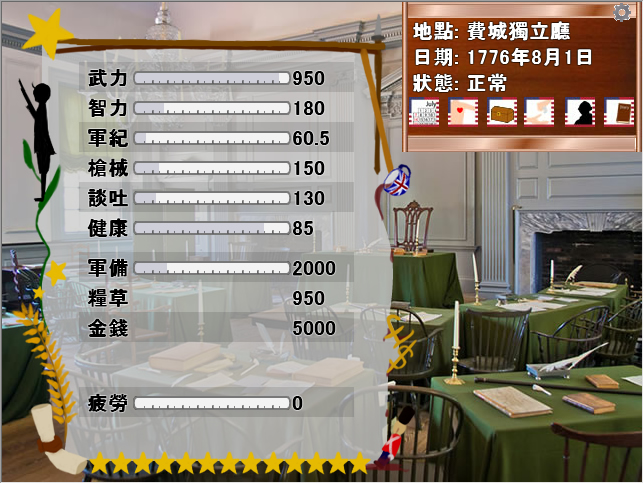 地點: 費城獨立廳
日期: 1776年8月1日
狀態: 正常
July
武力 950
智力 180
軍紀 60.5
槍械 150
談吐 130
健康 85
軍備 2000
糧草 950
金錢 5000
疲勞 0